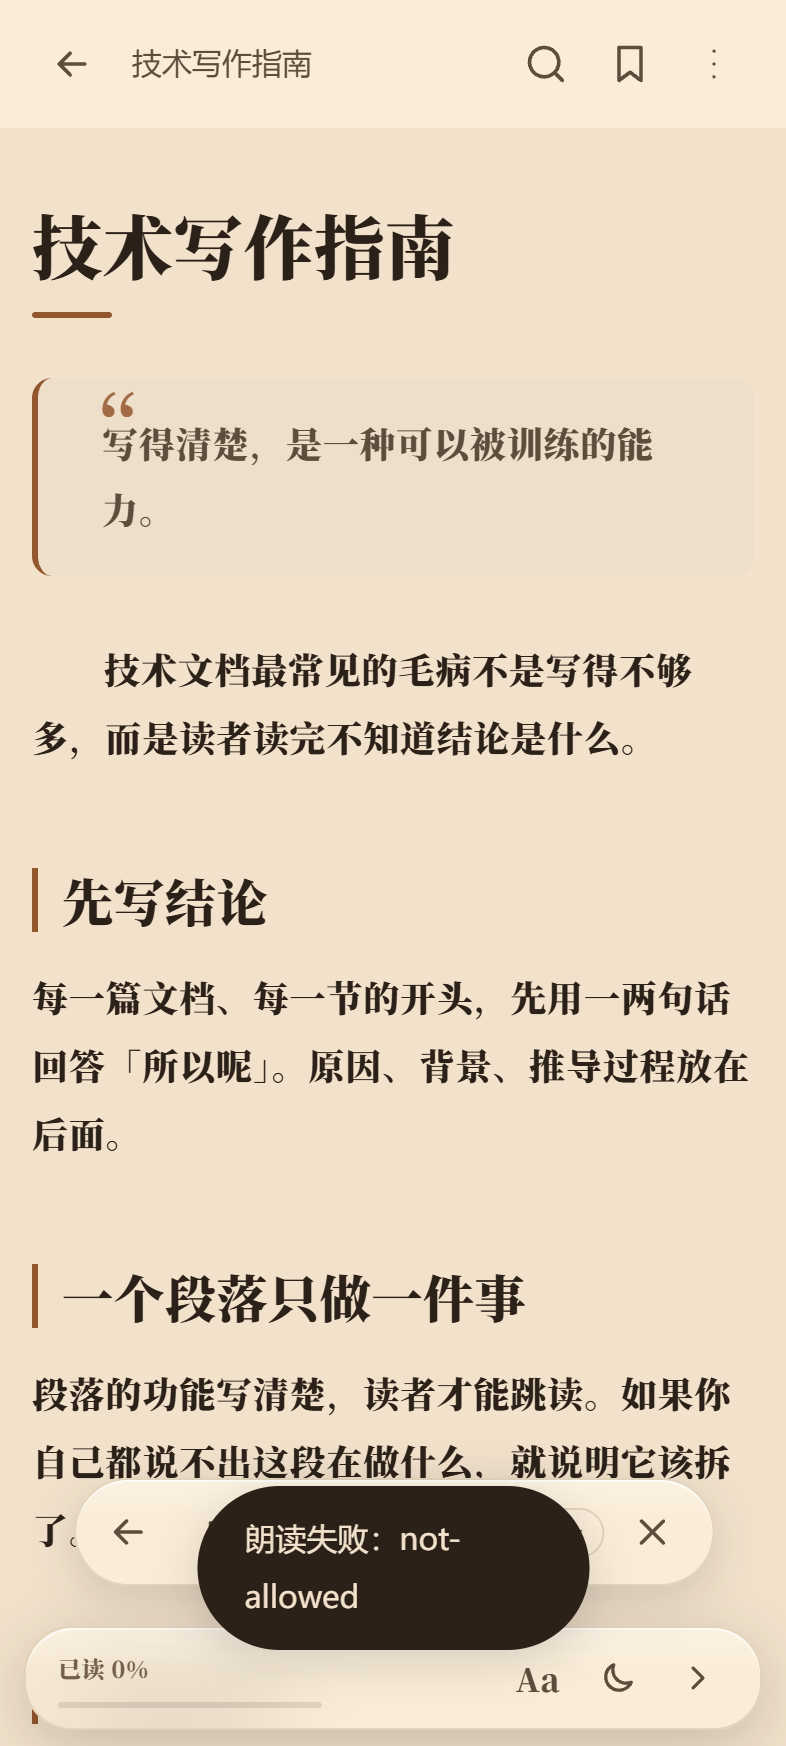 技术写作指南
技术写作指南
“
写得清楚，是一种可以被训练的能
力。
技术文档最常见的毛病不是写得不够
多，而是读者读完不知道结论是什么。
先写结论
每一篇文档、每一节的开头，先用一两句话
回答「所以呢」。原因、背景、推导过程放在
后面。
一个段落只做一件事
段落的功能写清楚，读者才能跳读。如果你
自己都说不出这段在做什么，就说明它该拆
了。
朗读失败：not-
allowed
已读 0%
Aa